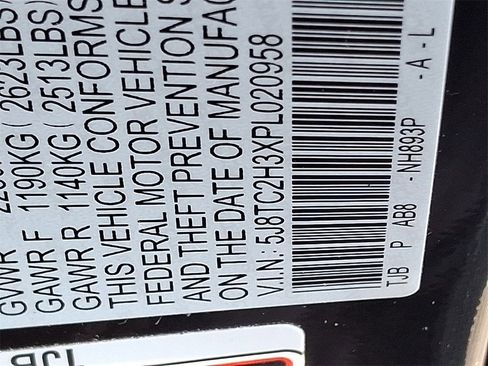 GVWR
GAWR F 1190KG ( 2623LBS)
GAWR R 1140KG ( 2513LBS)
THIS VEHICLE CONFORMS
FEDERAL MOTOR VEHICLE
AND THEFT PREVENTION S
ON THE DATE OF MANUFAC
V.I.N: 5J8TC2H3XPL020958
TJB P AB8 - NH893P - A - L
TJB